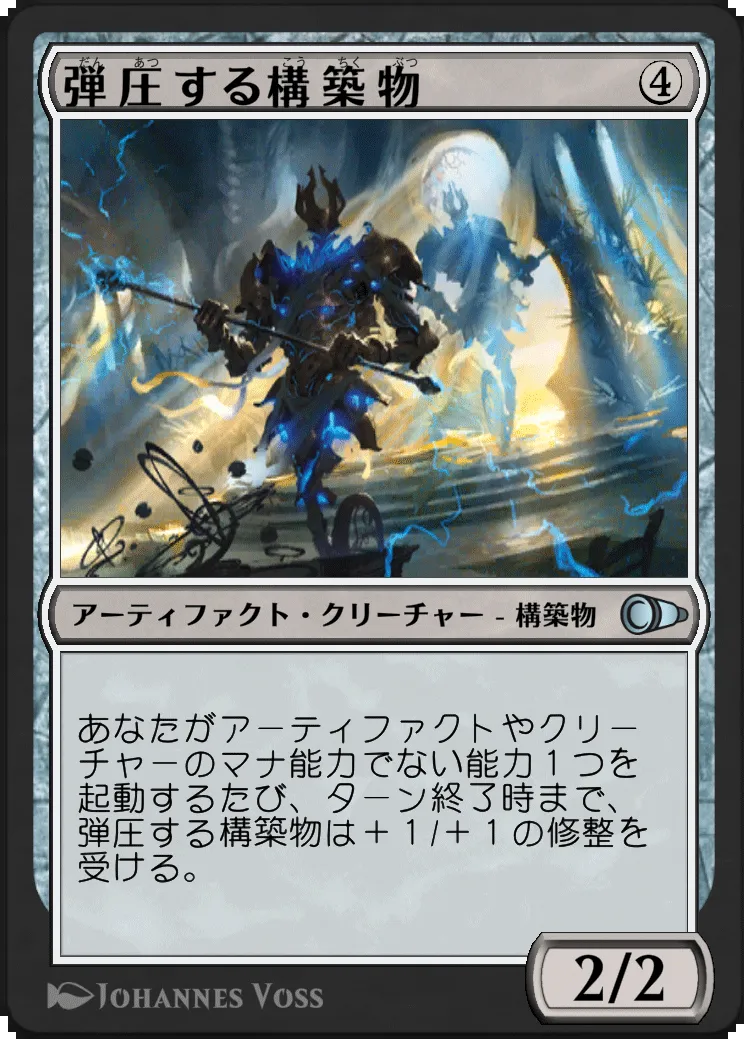 弾圧する構築物
4
アーティファクト・クリーチャー - 構築物
あなたがアーティファクトやクリー
チャーのマナ能力でない能力１つを
起動するたび、ターン終了時まで、
弾圧する構築物は＋１/＋１の修整を
受ける。
2/2
JOHANNES VOSS